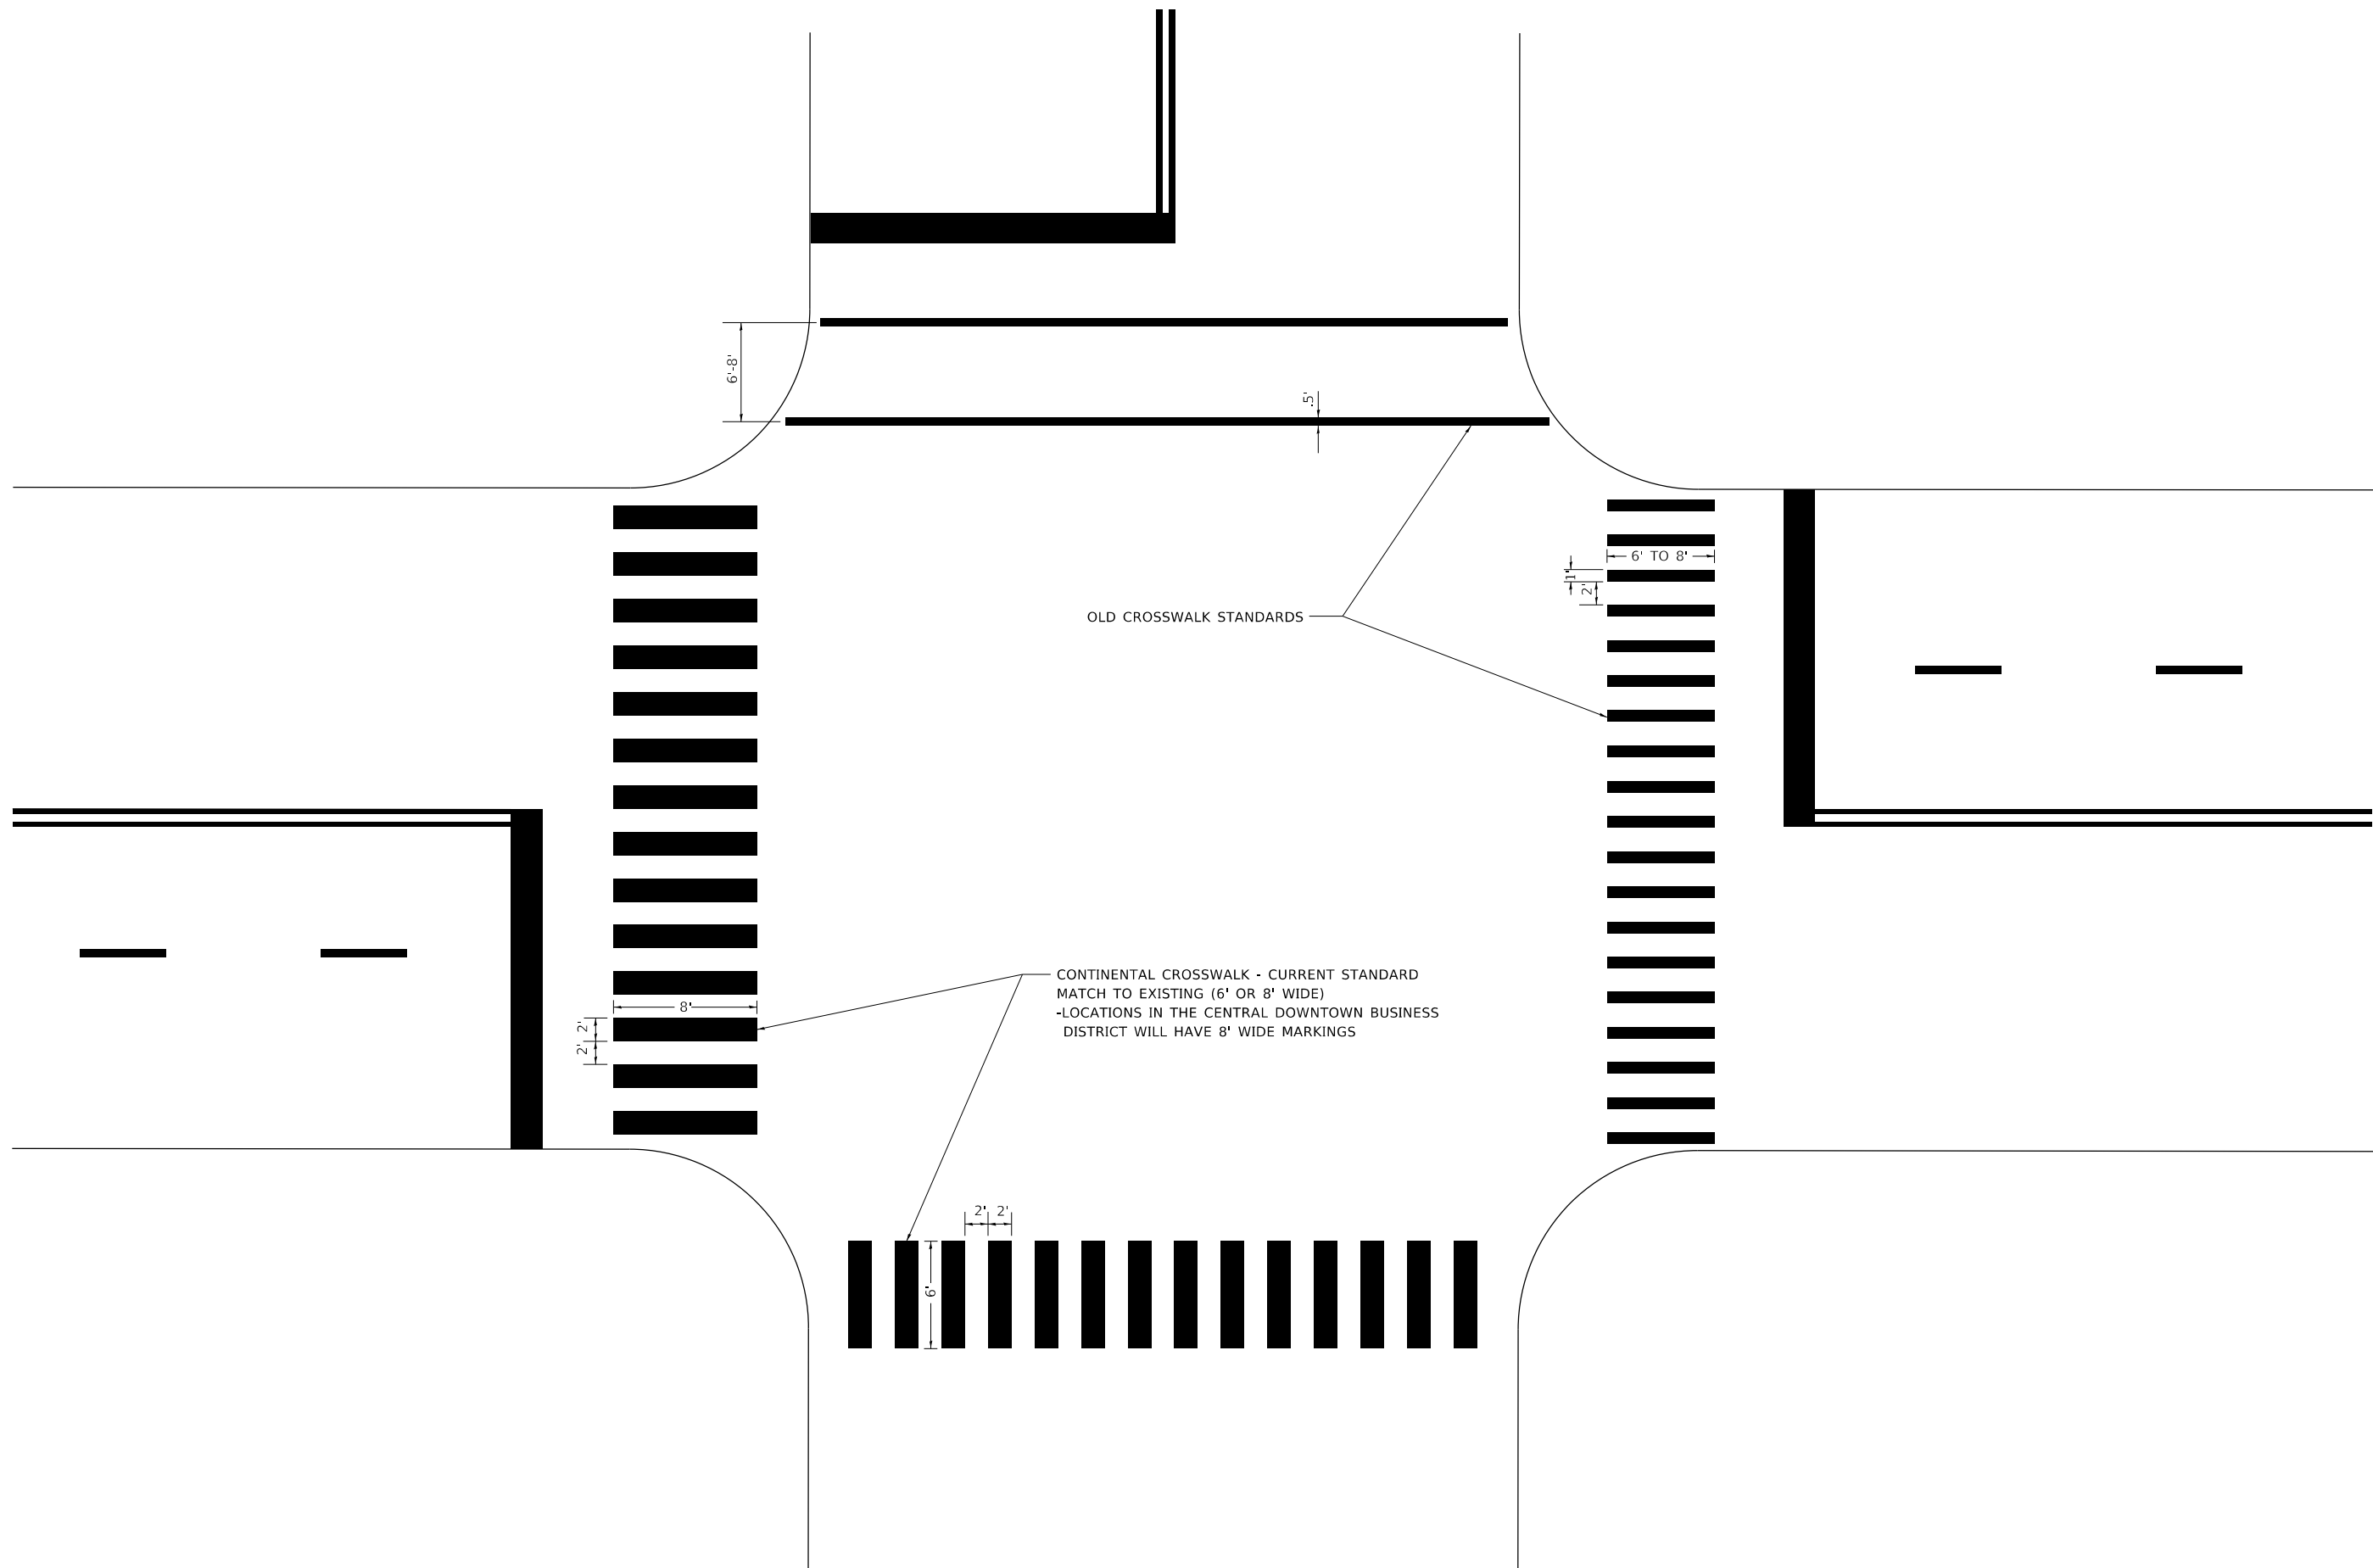 6'-8'
.5'
6' TO 8'
1'
2'
OLD CROSSWALK STANDARDS
CONTINENTAL CROSSWALK - CURRENT STANDARD
MATCH TO EXISTING (6' OR 8' WIDE)
-LOCATIONS IN THE CENTRAL DOWNTOWN BUSINESS
DISTRICT WILL HAVE 8' WIDE MARKINGS
8'
2'
2'
2' 2'
6'